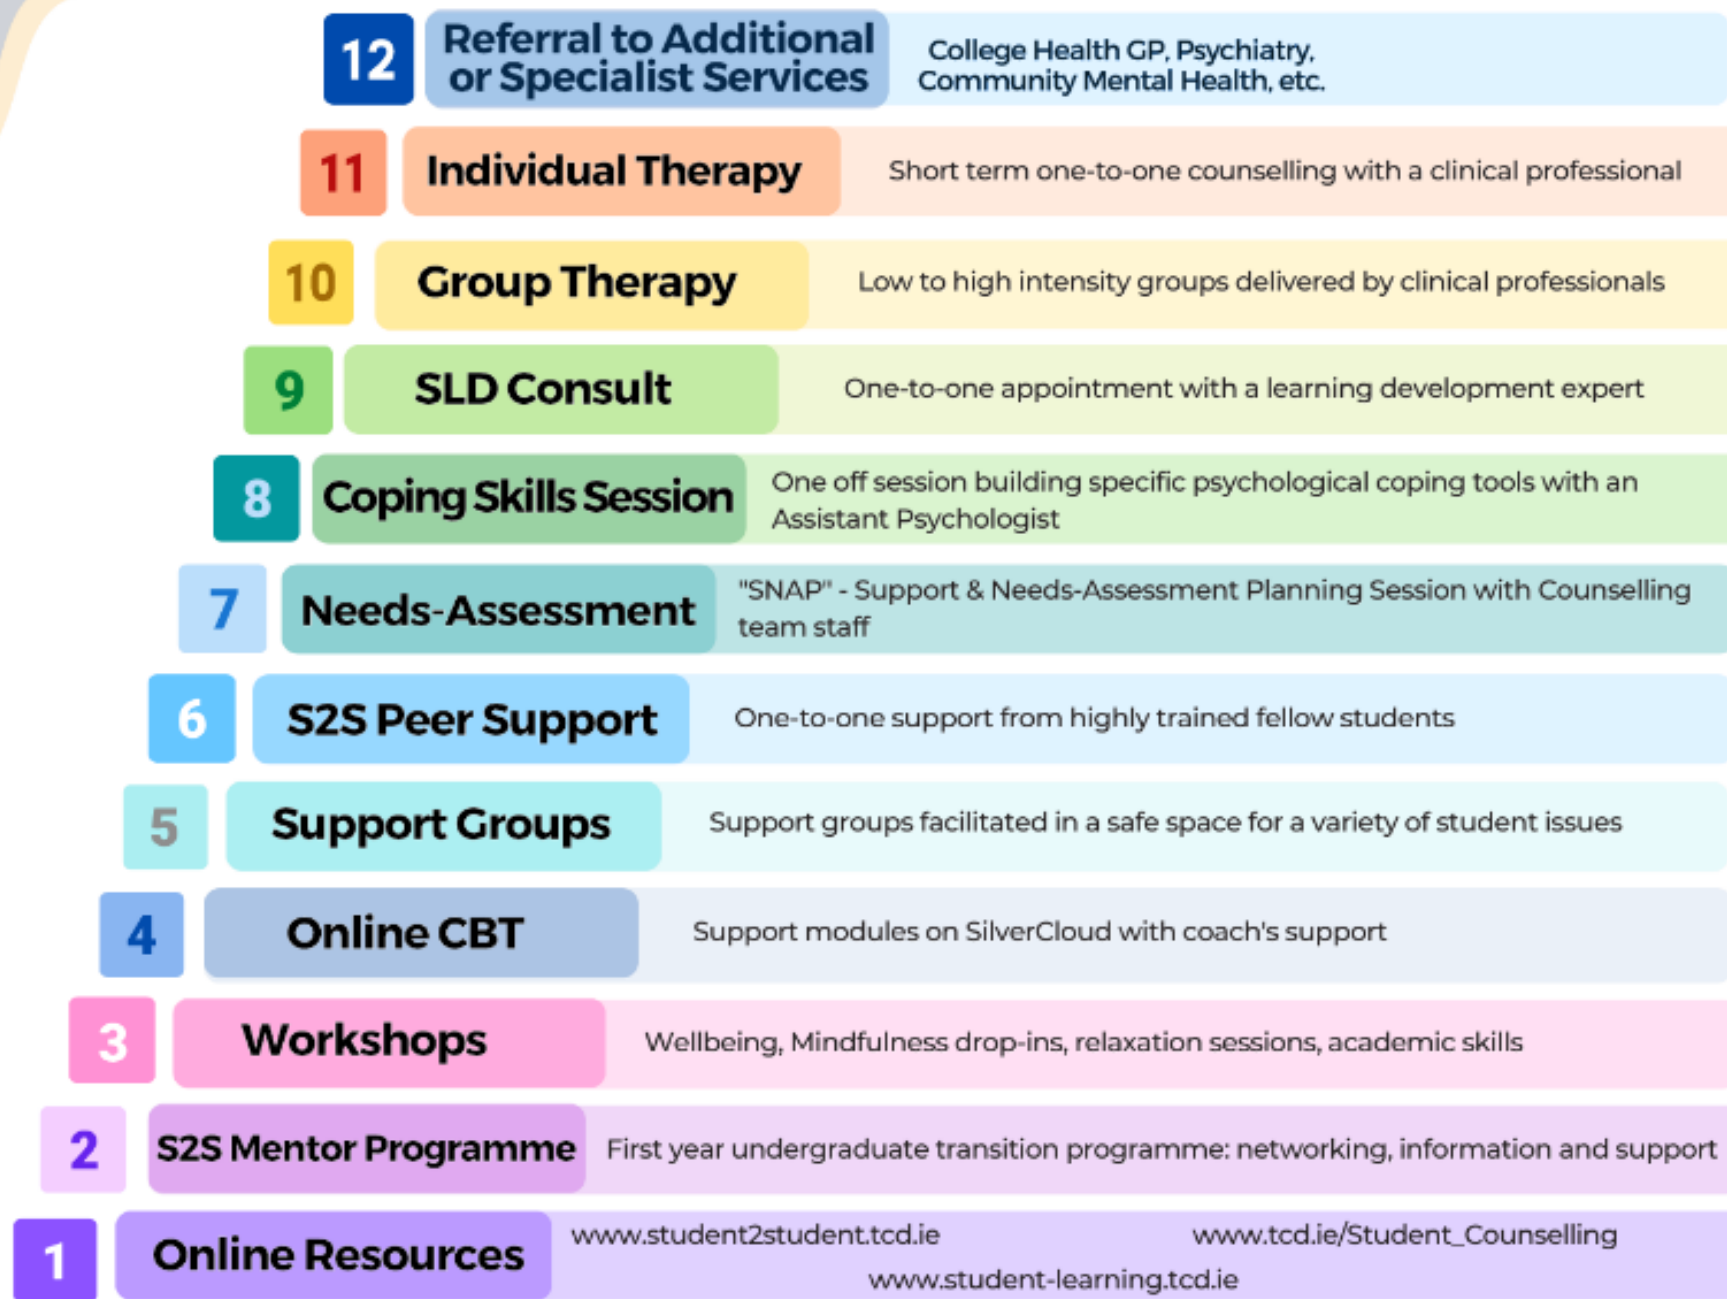 12
Referral to Additional
or Specialist Services
College Health GP, Psychiatry,
Community Mental Health, etc.
11
Individual Therapy
Short term one-to-one counselling with a clinical professional
10
Group Therapy
Low to high intensity groups delivered by clinical professionals
9
SLD Consult
One-to-one appointment with a learning development expert
8
Coping Skills Session
One off session building specific psychological coping tools with an
Assistant Psychologist
7
Needs-Assessment
"SNAP" - Support & Needs-Assessment Planning Session with Counselling
team staff
6
S2S Peer Support
One-to-one support from highly trained fellow students
5
Support Groups
Support groups facilitated in a safe space for a variety of student issues
4
Online CBT
Support modules on SilverCloud with coach's support
3
Workshops
Wellbeing, Mindfulness drop-ins, relaxation sessions, academic skills
2
S2S Mentor Programme
First year undergraduate transition programme: networking, information and support
1
Online Resources
www.student2student.tcd.ie
www.tcd.ie/Student_Counselling
www.student-learning.tcd.ie